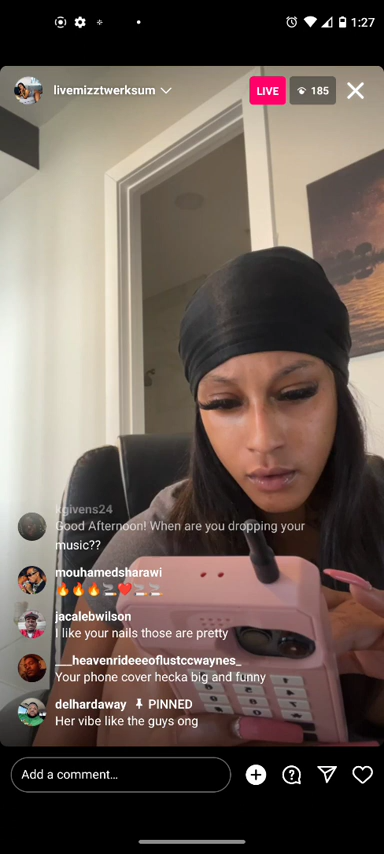 1:27
livemizztwerksum
LIVE
185
kgivens24
Good Afternoon! When are you dropping your
music??
mouhamedsharawi
🔥🔥🔥🚬❤️🚬🚬
jacalebwilson
I like your nails those are pretty
___heavenrideeeoflustccwaynes_
Your phone cover hecka big and funny
delhardaway PINNED
Her vibe like the guys ong
Add a comment...